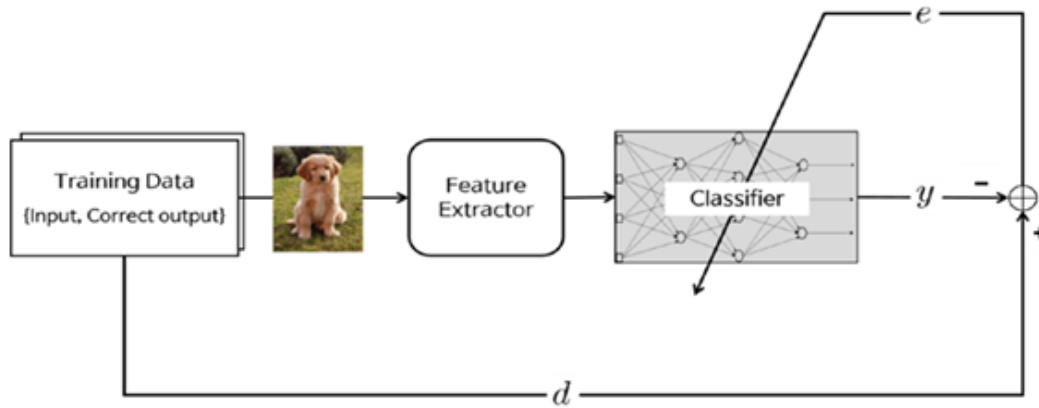 e
Training Data
{Input, Correct output}
Feature
Extractor
Classifier
y
-
+
d